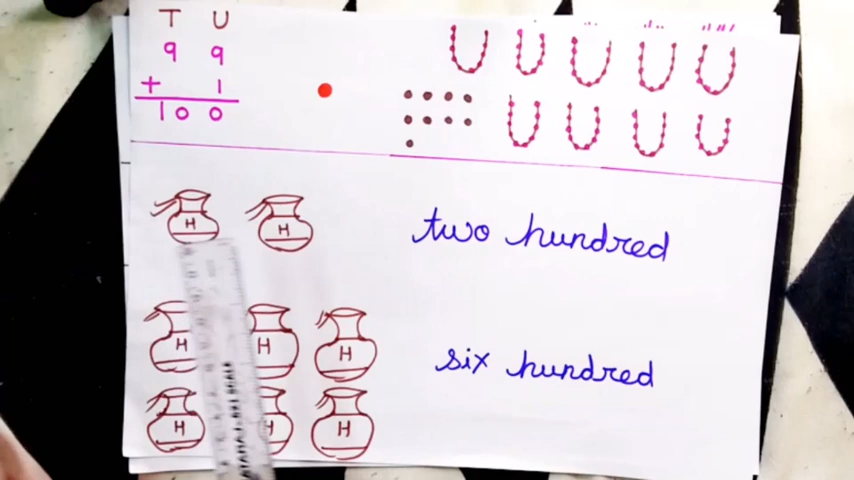 T U
9 9
+ 1
1 0 0
H H
two hundred
H H H
six hundred
H H H